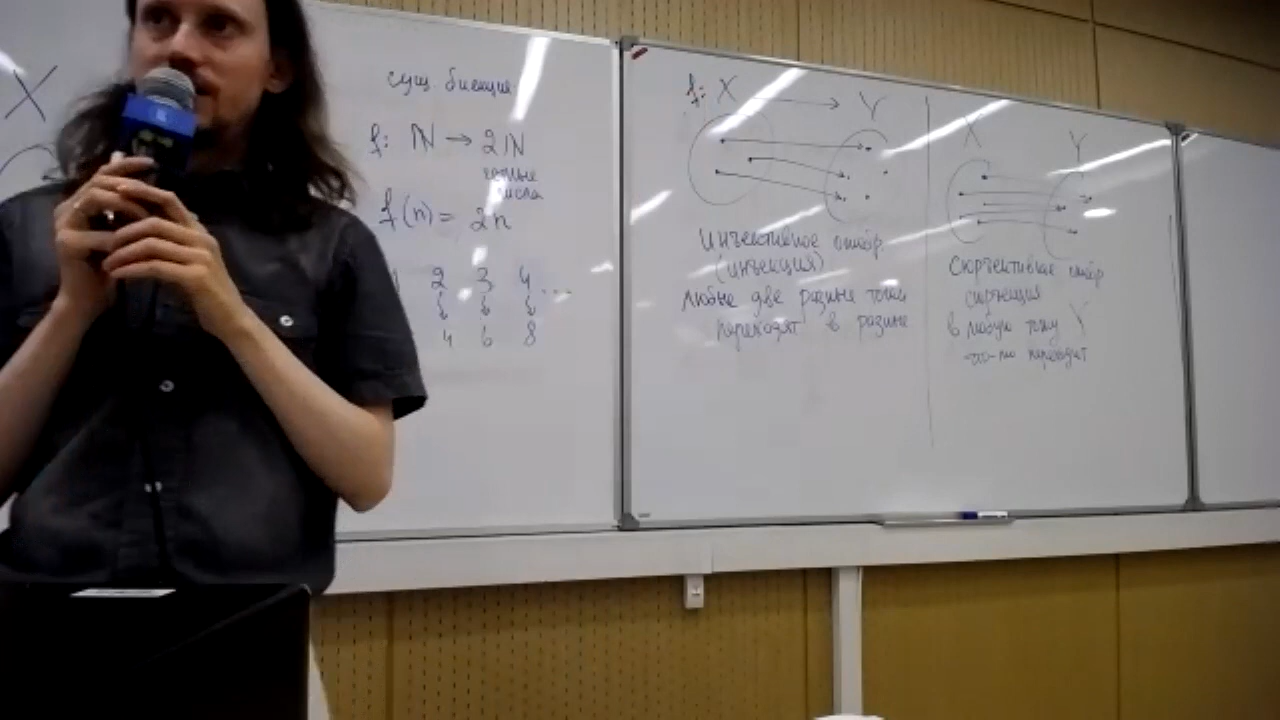 X
сущ. биекция
f: ℕ → 2ℕ
четные
числа
f(n) = 2n
2 3 4 ...
↓ ↓ ↓
4 6 8
f: X → Y
Инъективное отобр.
(инъекция)
любые две разные точки
переходят в разные
X Y
Сюръективное отобр
сюръекция
в любую точку Y
что-то переходит